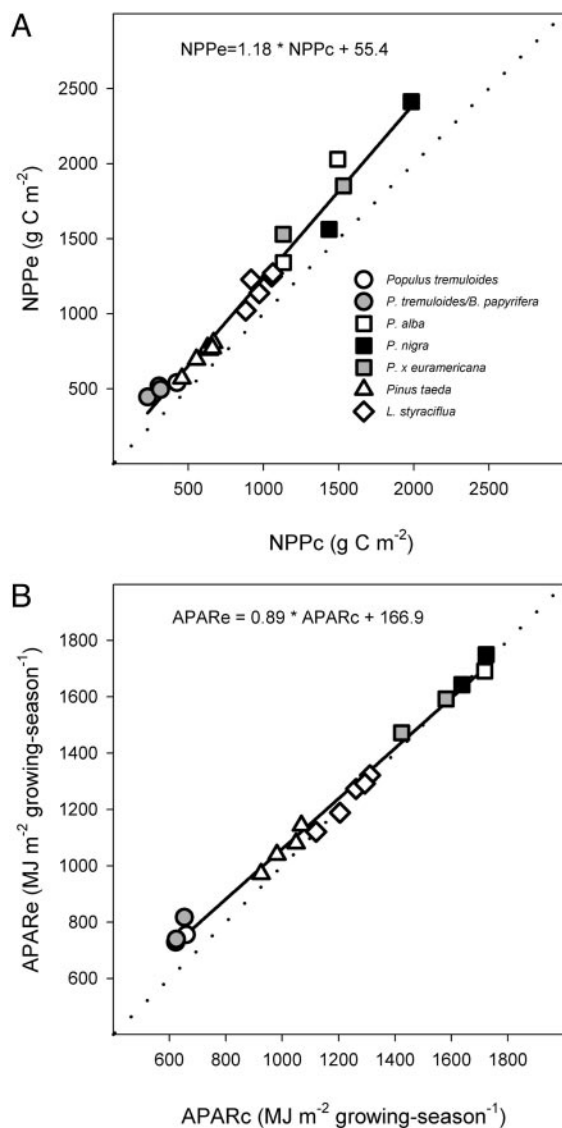 A
NPPe=1.18 * NPPc + 55.4
2500
2000
1500
1000
500
NPPe (g C m⁻²)
Populus tremuloides
P. tremuloides/B. papyrifera
P. alba
P. nigra
P. x euramericana
Pinus taeda
L. styraciflua
500 1000 1500 2000 2500
NPPc (g C m⁻²)
B
APARe = 0.89 * APARc + 166.9
1800
1600
1400
1200
1000
800
600
APARe (MJ m⁻² growing-season⁻¹)
600 800 1000 1200 1400 1600 1800
APARc (MJ m⁻² growing-season⁻¹)